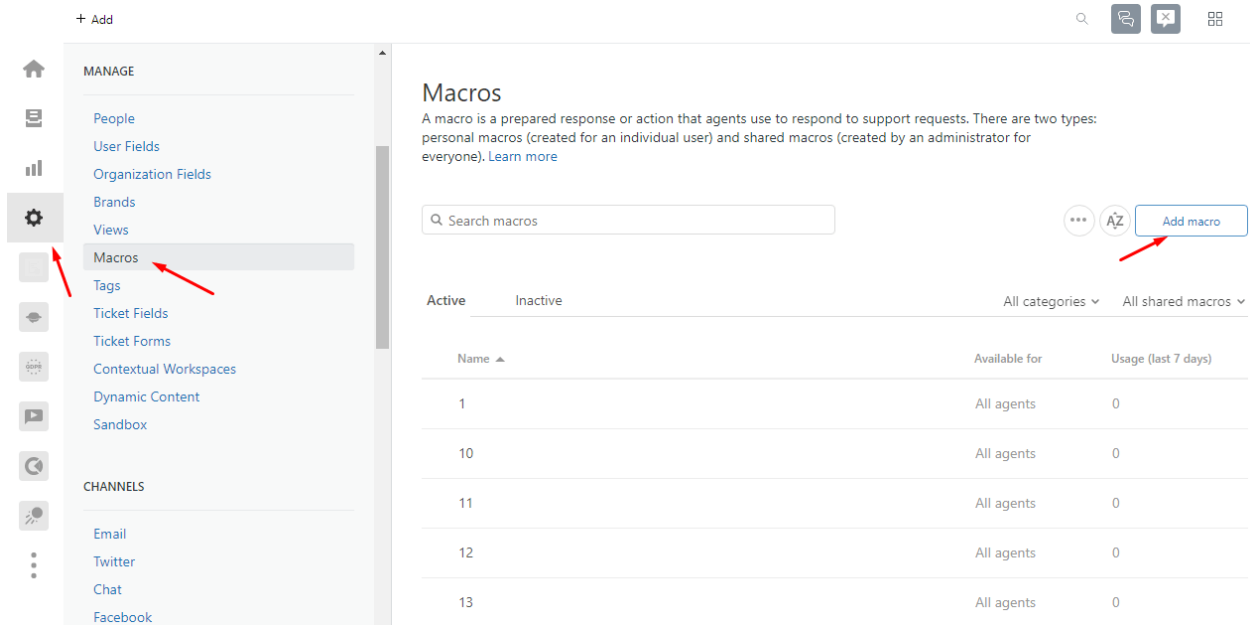 + Add
MANAGE
People
User Fields
Organization Fields
Brands
Views
Macros
Tags
Ticket Fields
Ticket Forms
Contextual Workspaces
Dynamic Content
Sandbox
CHANNELS
Email
Twitter
Chat
Facebook
GDPR
Macros
A macro is a prepared response or action that agents use to respond to support requests. There are two types:
personal macros (created for an individual user) and shared macros (created by an administrator for
everyone). Learn more
Search macros
AZ
Add macro
Active Inactive All categories All shared macros
Name Available for Usage (last 7 days)
1 All agents 0
10 All agents 0
11 All agents 0
12 All agents 0
13 All agents 0